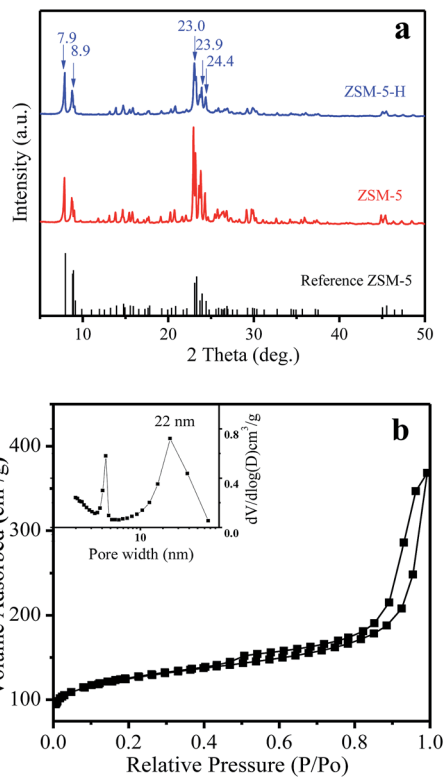 23.0
a
7.9
23.9
8.9
24.4
ZSM-5-H
Intensity (a.u.)
ZSM-5
Reference ZSM-5
10 20 30 40 50
2 Theta (deg.)
b
22 nm
400
0.8
0.4
0.0
dV/dlog(D)cm³/g
10
Pore width (nm)
300
200
100
Adsorbed
0.0 0.2 0.4 0.6 0.8 1.0
Relative Pressure (P/Po)